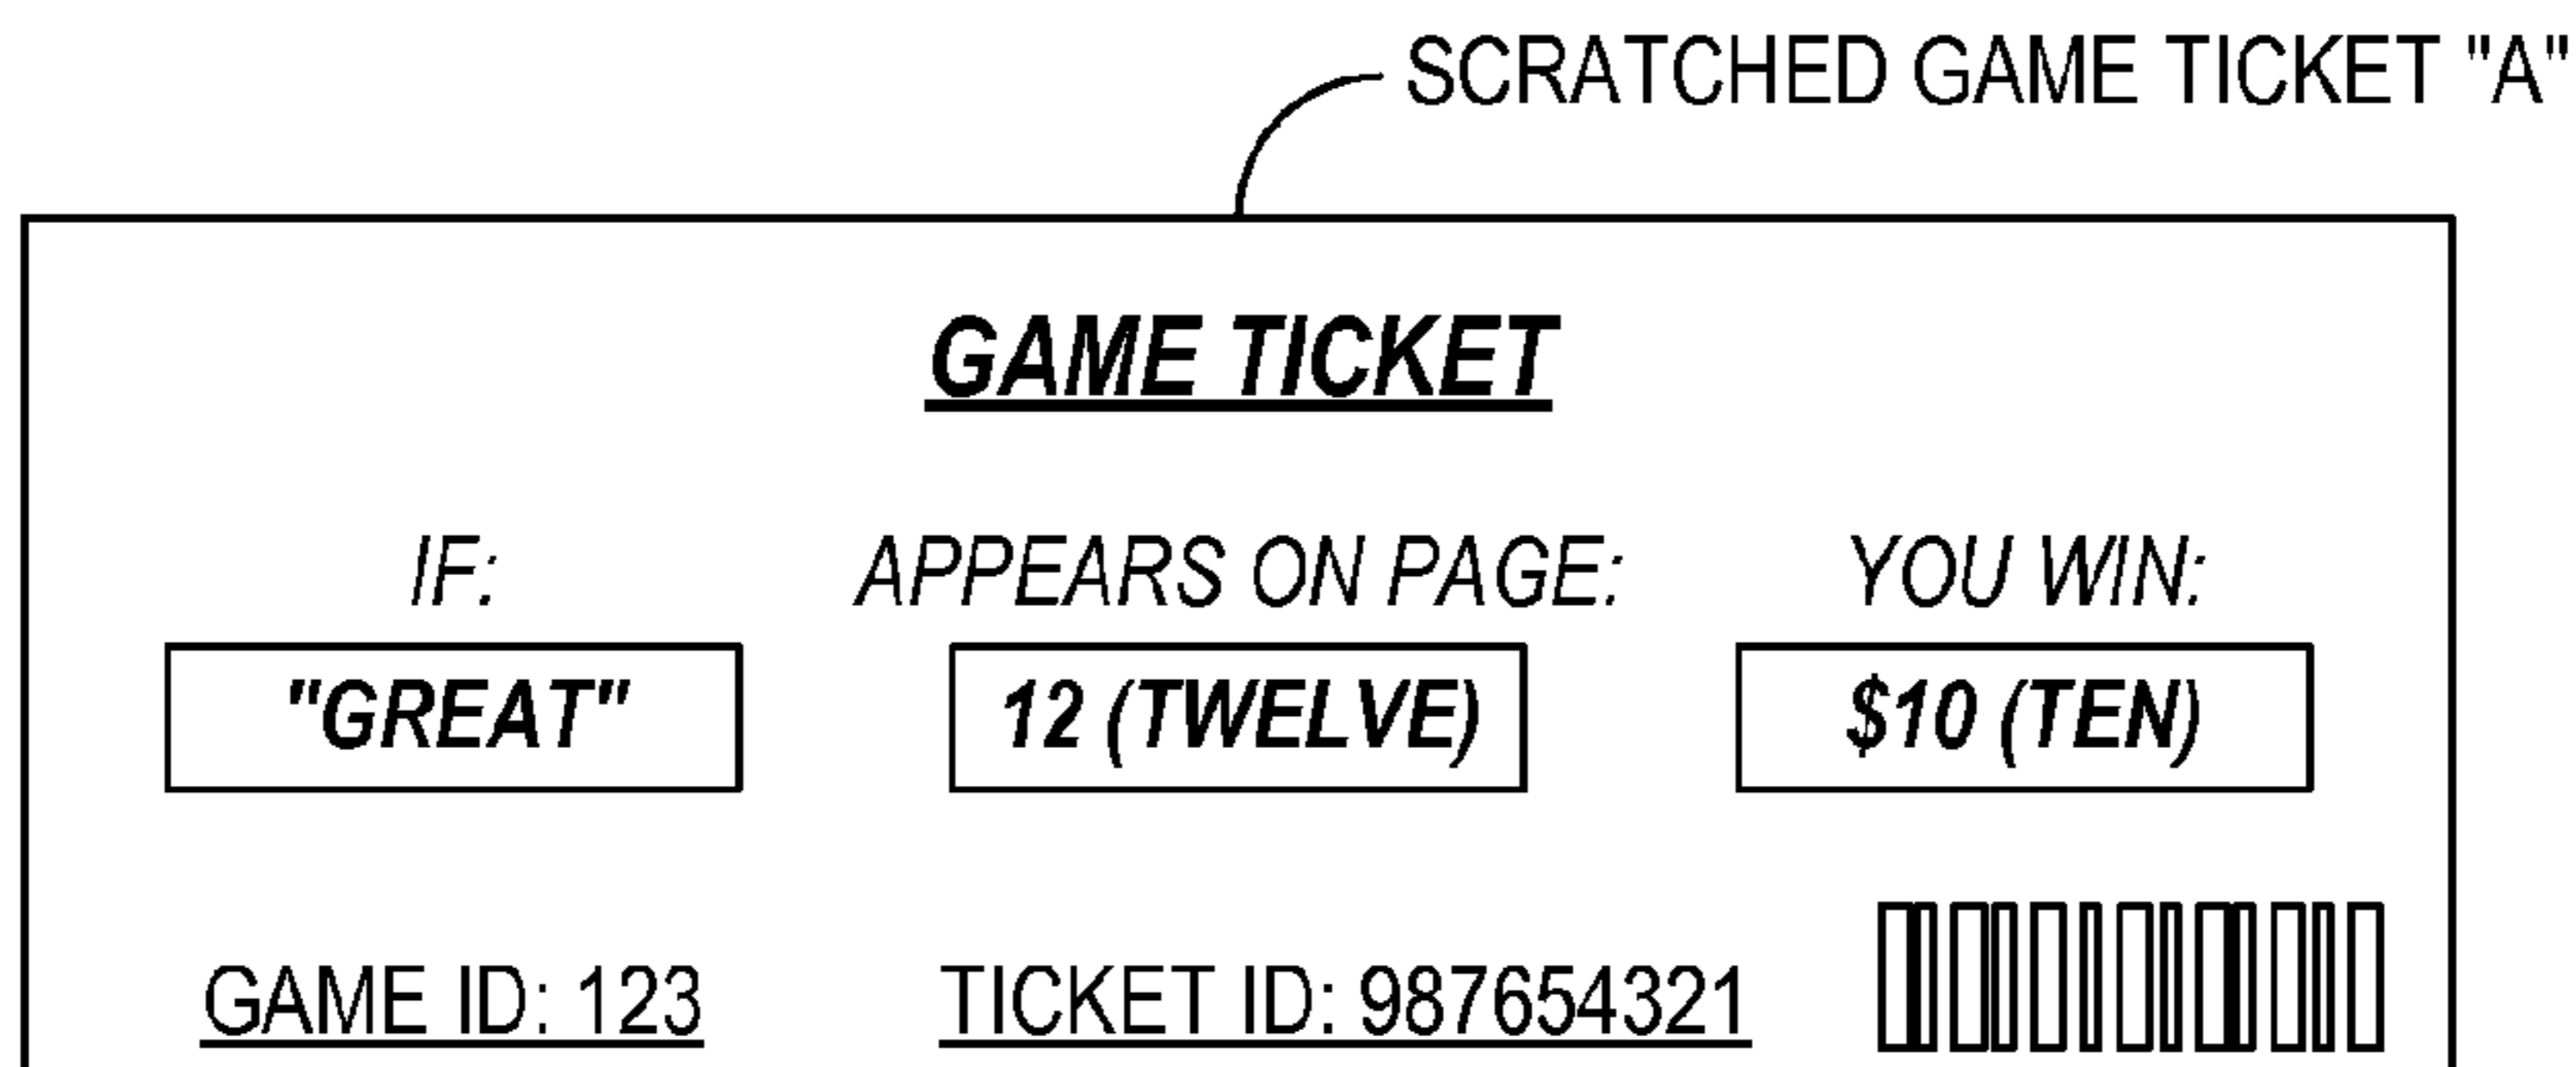 SCRATCHED GAME TICKET "A"
GAME TICKET
IF: APPEARS ON PAGE: YOU WIN:
"GREAT" 12 (TWELVE) $10 (TEN)
GAME ID: 123 TICKET ID: 987654321